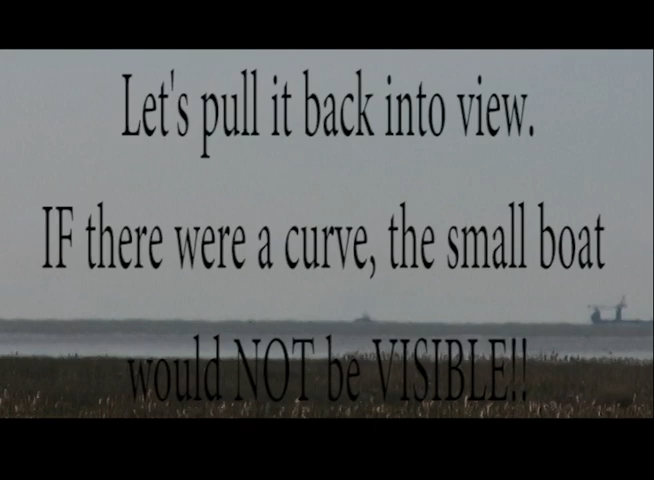 Let's pull it back into view.
IF there were a curve, the small boat
would NOT be VISIBLE!!